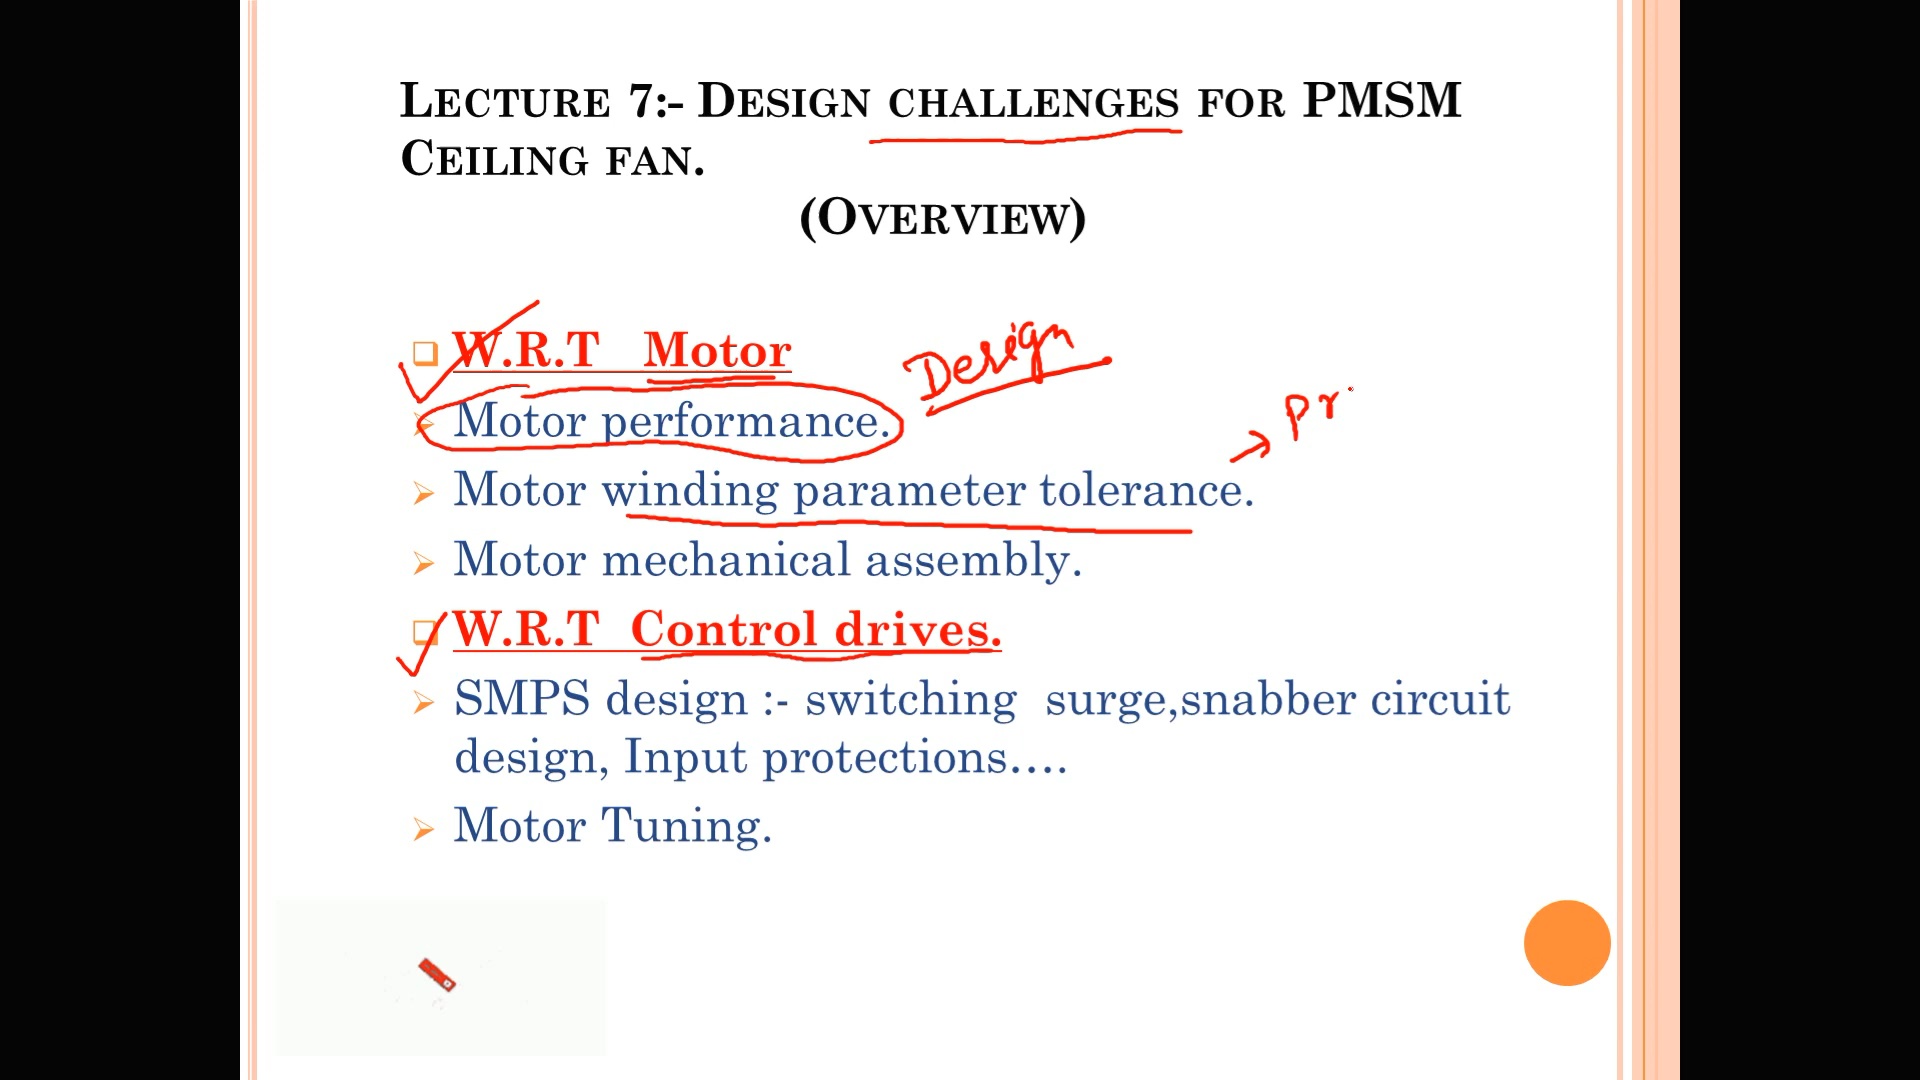 LECTURE 7:- DESIGN CHALLENGES FOR PMSM
CEILING FAN.
(OVERVIEW)
W.R.T Motor
Design
Motor performance.
Pr
Motor winding parameter tolerance.
Motor mechanical assembly.
W.R.T Control drives.
SMPS design :- switching surge,snabber circuit
design, Input protections....
Motor Tuning.